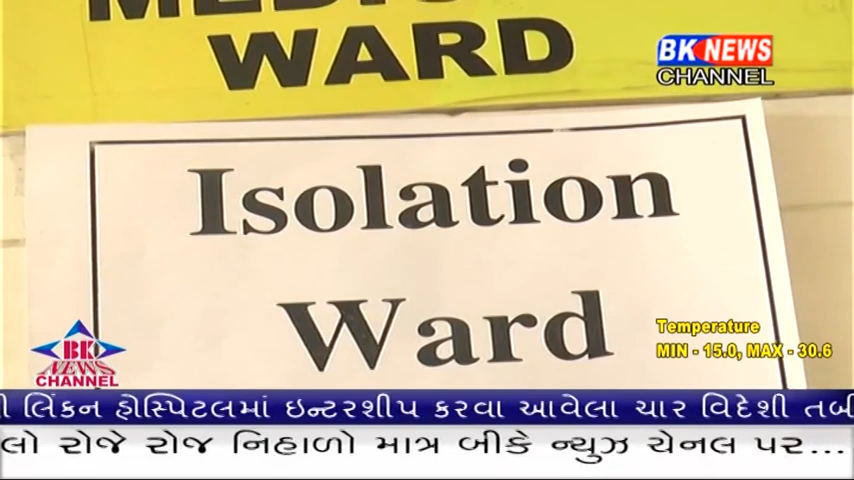 WARD
BK NEWS
CHANNEL
Isolation
Ward
Temperature
MIN - 15.0, MAX - 30.6
BK
NEWS
CHANNEL
લિંકન હોસ્પિટલમાં ઇન્ટરશીપ કરવા આવેલા ચાર વિદેશી
રોજે રોજ નિહાળો માત્ર બીકે ન્યુઝ ચેનલ પર...